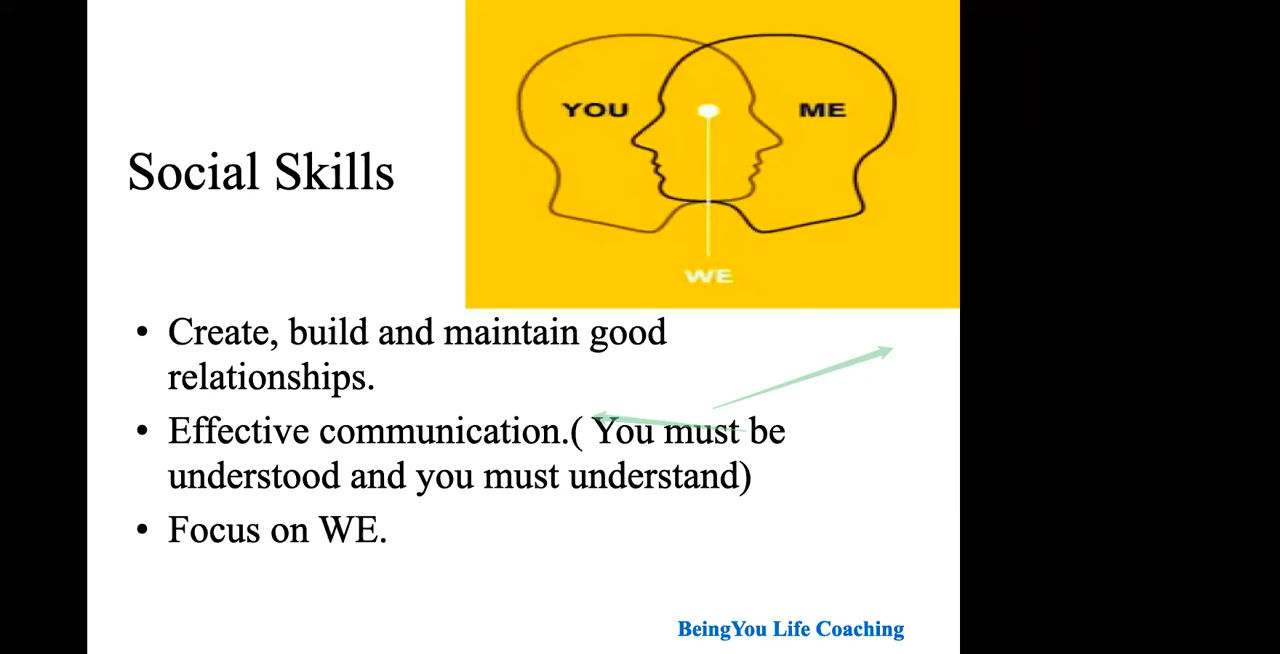 YOU
ME
WE
Social Skills
• Create, build and maintain good
relationships.
• Effective communication.( You must be
understood and you must understand)
• Focus on WE.
BeingYou Life Coaching